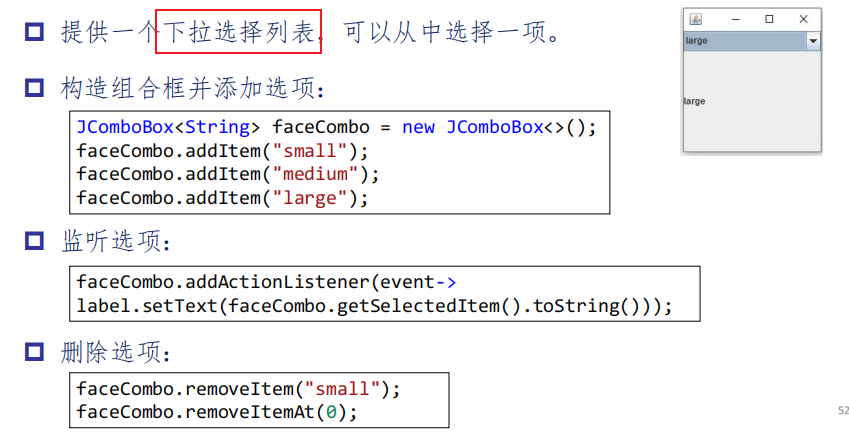 提供一个下拉选择列表，可以从中选择一项。
large
large
构造组合框并添加选项：
JComboBox<String> faceCombo = new JComboBox<>();
faceCombo.addItem("small");
faceCombo.addItem("medium");
faceCombo.addItem("large");
监听选项：
faceCombo.addActionListener(event->
label.setText(faceCombo.getSelectedItem().toString()));
删除选项：
faceCombo.removeItem("small");
faceCombo.removeItemAt(0);
52